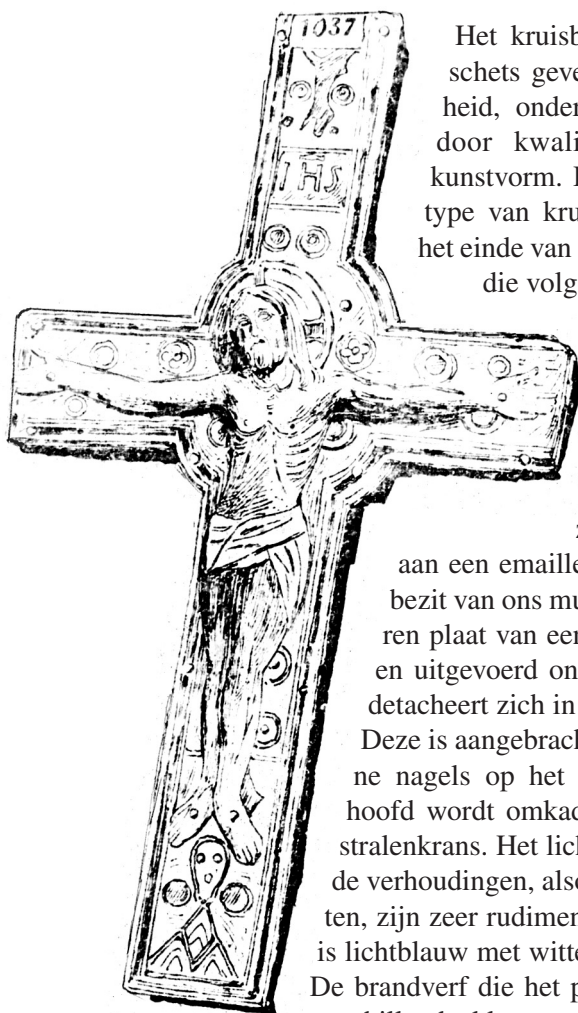 1037
IHS
Het kruisb
schets geve
heid, onder
door kwali
kunstvorm.
type van kru
het einde van
die volg
aan een emaille
bezit van ons mu
ren plaat van een
en uitgevoerd on
detacheert zich in
Deze is aangebrach
ne nagels op het
hoofd wordt omkad
stralenkrans. Het lich
de verhoudingen, also
ten, zijn zeer rudimen
is lichtblauw met witte
De brandverf die het p